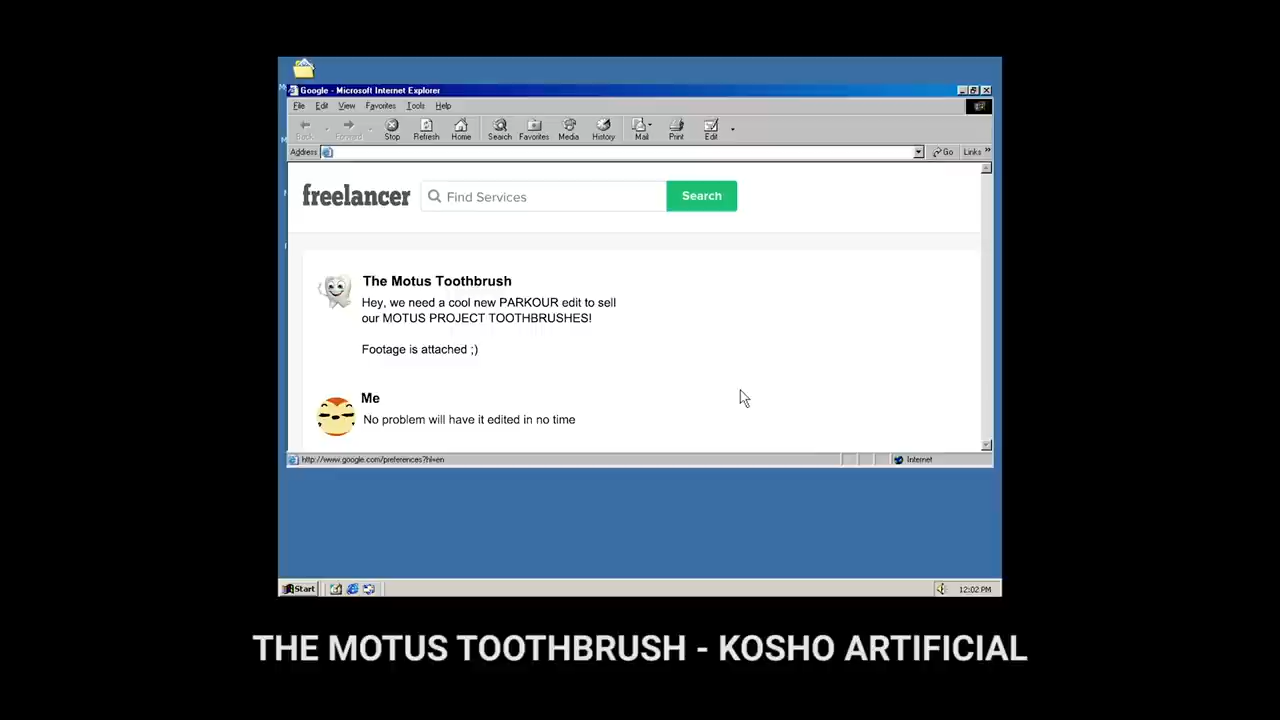 Google - Microsoft Internet Explorer
File Edit View Favorites Tools Help
Back Forward Stop Refresh Home Search Favorites Media History Mail Print Edit
Address Go Links »
freelancer Find Services Search
The Motus Toothbrush
Hey, we need a cool new PARKOUR edit to sell
our MOTUS PROJECT TOOTHBRUSHES!
Footage is attached ;)
Me
No problem will have it edited in no time
http://www.google.com/preferences?hl=en Internet
Start 12:02 PM
THE MOTUS TOOTHBRUSH - KOSHO ARTIFICIAL